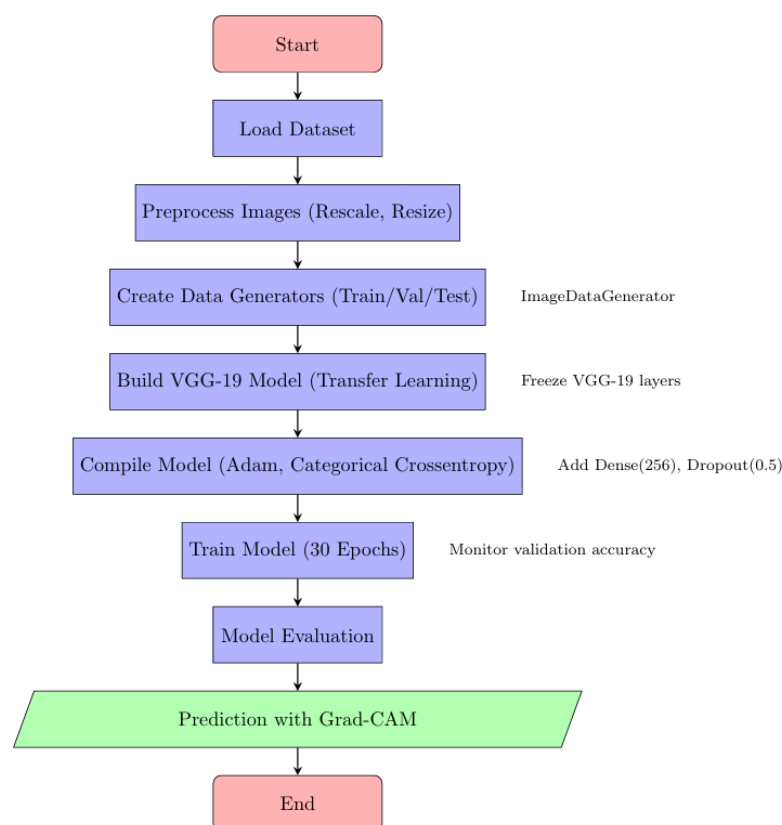 Start
Load Dataset
Preprocess Images (Rescale, Resize)
Create Data Generators (Train/Val/Test)
ImageDataGenerator
Build VGG-19 Model (Transfer Learning)
Freeze VGG-19 layers
Compile Model (Adam, Categorical Crossentropy)
Add Dense(256), Dropout(0.5)
Train Model (30 Epochs)
Monitor validation accuracy
Model Evaluation
Prediction with Grad-CAM
End